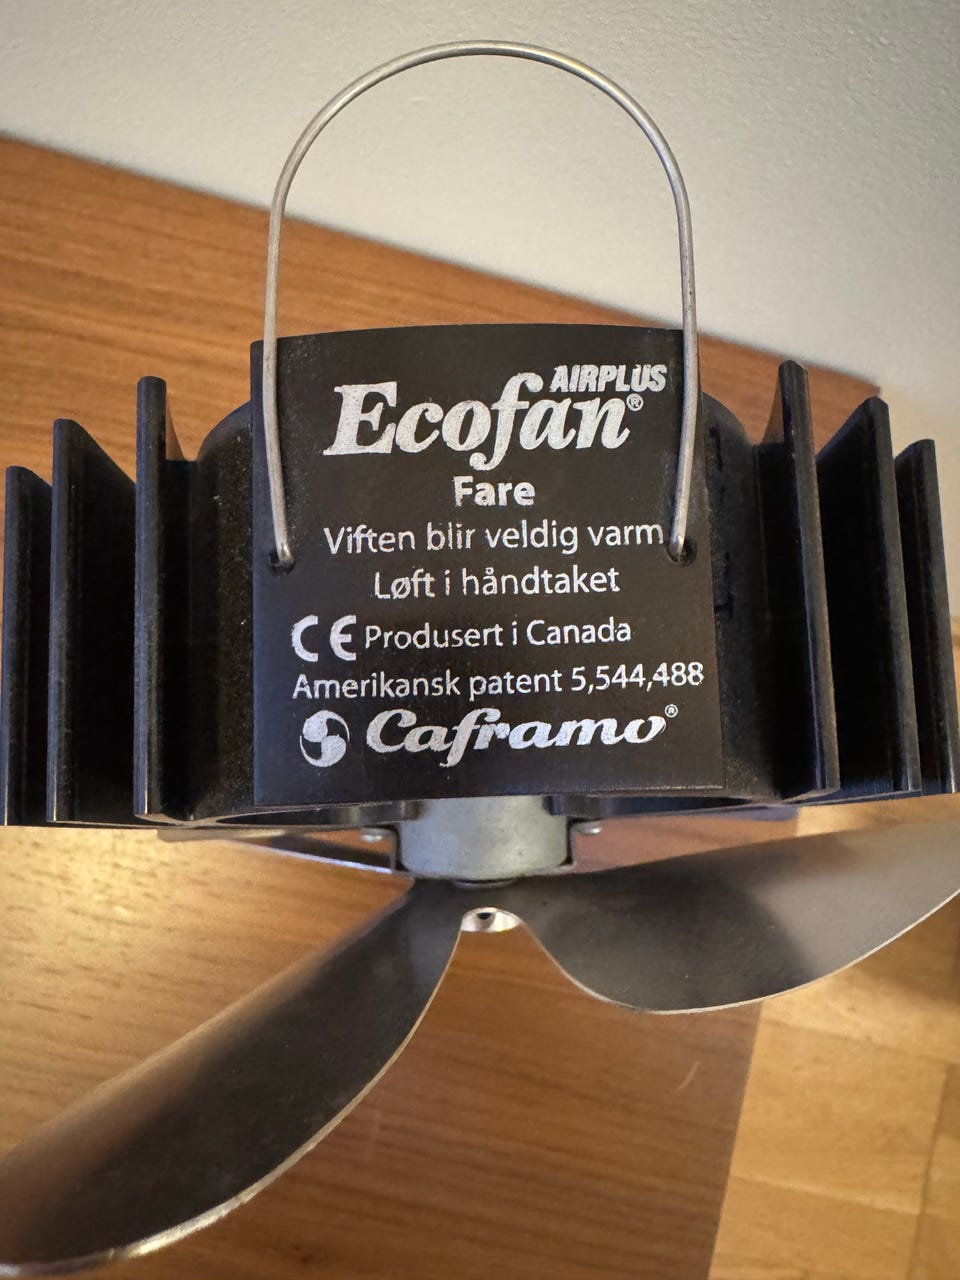 AIRPLUS
Ecofan®
Fare
Viften blir veldig varm
Løft i håndtaket
CE Produsert i Canada
Amerikansk patent 5,544,488
Caframo®